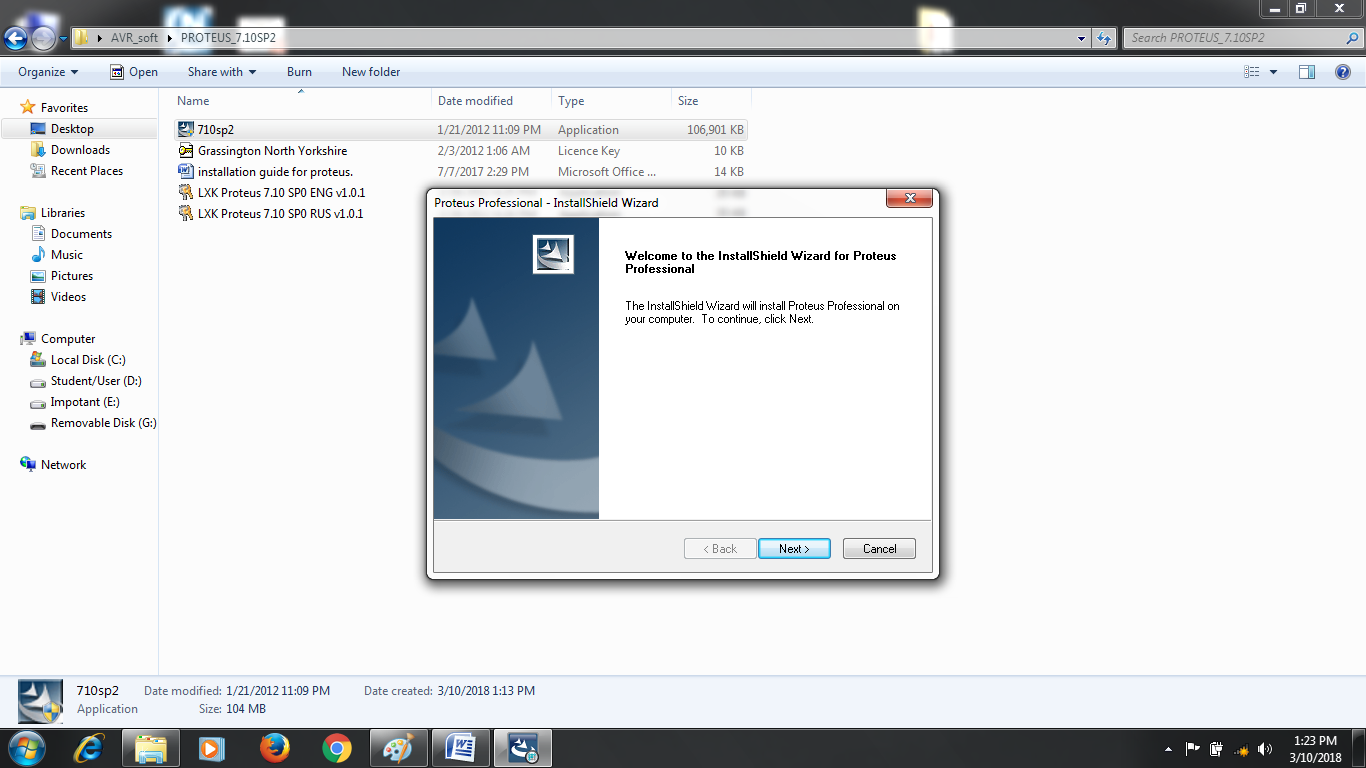 AVR_soft PROTEUS_7.10SP2 Search PROTEUS_7.10SP2
Organize Open Share with Burn New folder
Name Date modified Type Size
Favorites
Desktop
Downloads
Recent Places
Libraries
Documents
Music
Pictures
Videos
Computer
Local Disk (C:)
Student/User (D:)
Impotant (E:)
Removable Disk (G:)
Network
710sp2 1/21/2012 11:09 PM Application 106,901 KB
Grassington North Yorkshire 2/3/2012 1:06 AM Licence Key 10 KB
installation guide for proteus. 7/7/2017 2:29 PM Microsoft Office ... 14 KB
LXK Proteus 7.10 SP0 ENG v1.0.1
LXK Proteus 7.10 SP0 RUS v1.0.1
Proteus Professional - InstallShield Wizard
Welcome to the InstallShield Wizard for Proteus
Professional
The InstallShield Wizard will install Proteus Professional on
your computer. To continue, click Next.
< Back Next > Cancel
710sp2 Date modified: 1/21/2012 11:09 PM Date created: 3/10/2018 1:13 PM
Application Size: 104 MB
1:23 PM
3/10/2018